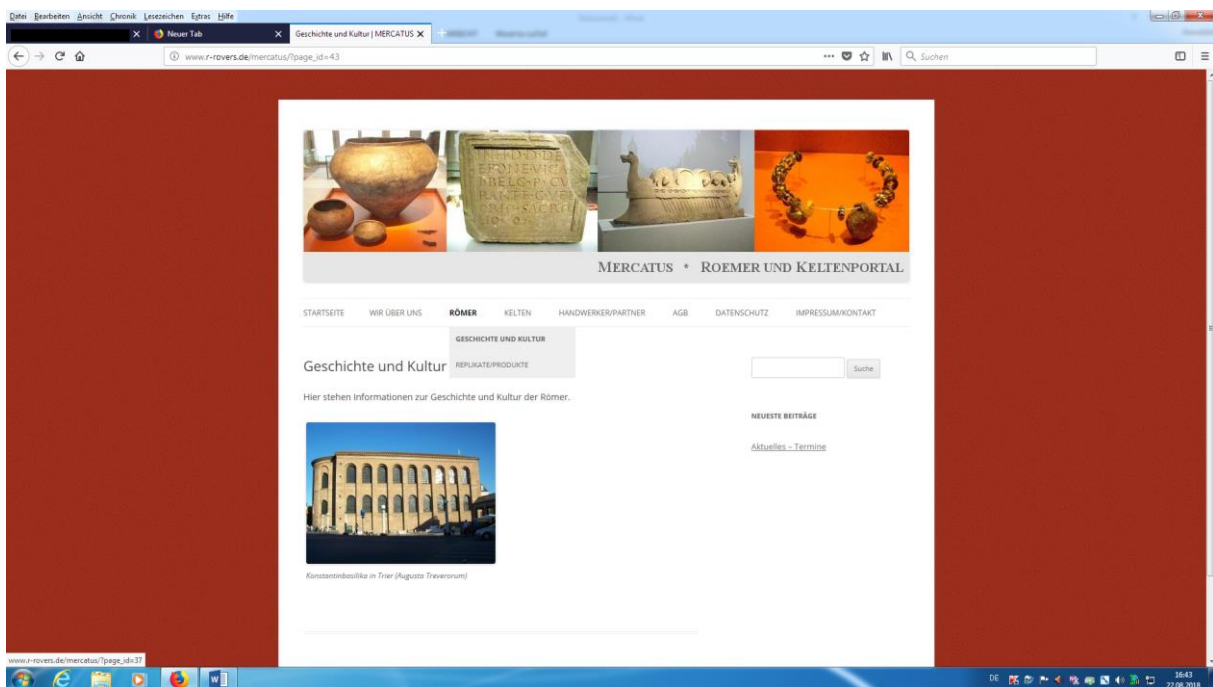 Datei Bearbeiten Ansicht Chronik Lesezeichen Extras Hilfe
Neuer Tab
Geschichte und Kultur | MERCATUS
www.r-rovers.de/mercatus/?page_id=43
Suchen
MERCATUS * ROEMER UND KELTENPORTAL
STARTSEITE WIR ÜBER UNS RÖMER KELTEN HANDWERKER/PARTNER AGB DATENSCHUTZ IMPRESSUM/KONTAKT
GESCHICHTE UND KULTUR
REPLIKATE/PRODUKTE
Geschichte und Kultur
Suche
Hier stehen Informationen zur Geschichte und Kultur der Römer.
NEUESTE BEITRÄGE
Aktuelles – Termine
Konstantinbasilika in Trier (Augusta Treverorum)
www.r-rovers.de/mercatus/?page_id=37
DE
16:43
22.08.2018